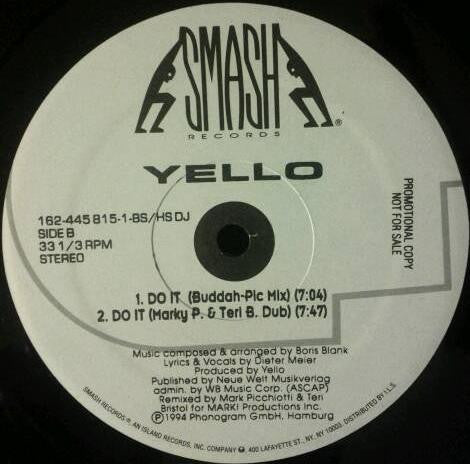 SMASH
RECORDS
®
YELLO
162-445 815-1-BS/HS DJ
SIDE B
33 1/3 RPM
STEREO
PROMOTIONAL COPY
NOT FOR SALE
1. DO IT (Buddah-Pic Mix) (7:04)
2. DO IT (Marky P. & Teri B. Dub) (7:47)
Music composed & arranged by Boris Blank
Lyrics & Vocals by Dieter Meier
Produced by Yello
Published by Neue Welt Musikverlag
admin. by WB Music Corp. (ASCAP)
Remixed by Mark Picchiotti & Teri
Bristol for MARK! Productions Inc.
Ⓟ1994 Phonogram GmbH, Hamburg
SMASH RECORDS ®, AN ISLAND RECORDS, INC. COMPANY, 400 LAFAYETTE ST., NY, NY 10003. DISTRIBUTED BY I.L.S.